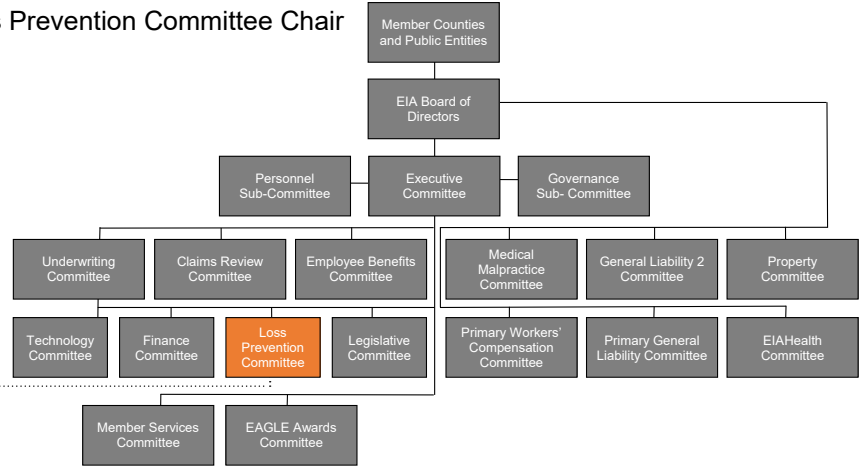 Prevention Committee Chair
Member Counties
and Public Entities
EIA Board of
Directors
Personnel
Sub-Committee
Executive
Committee
Governance
Sub- Committee
Underwriting
Committee
Claims Review
Committee
Employee Benefits
Committee
Medical
Malpractice
Committee
General Liability 2
Committee
Property
Committee
Technology
Committee
Finance
Committee
Loss
Prevention
Committee
Legislative
Committee
Primary Workers’
Compensation
Committee
Primary General
Liability Committee
EIAHealth
Committee
Member Services
Committee
EAGLE Awards
Committee